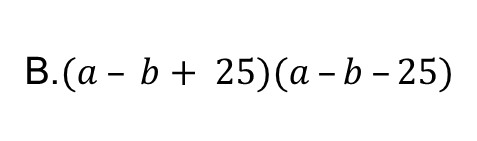 B.(a – b + 25)(a – b – 25)